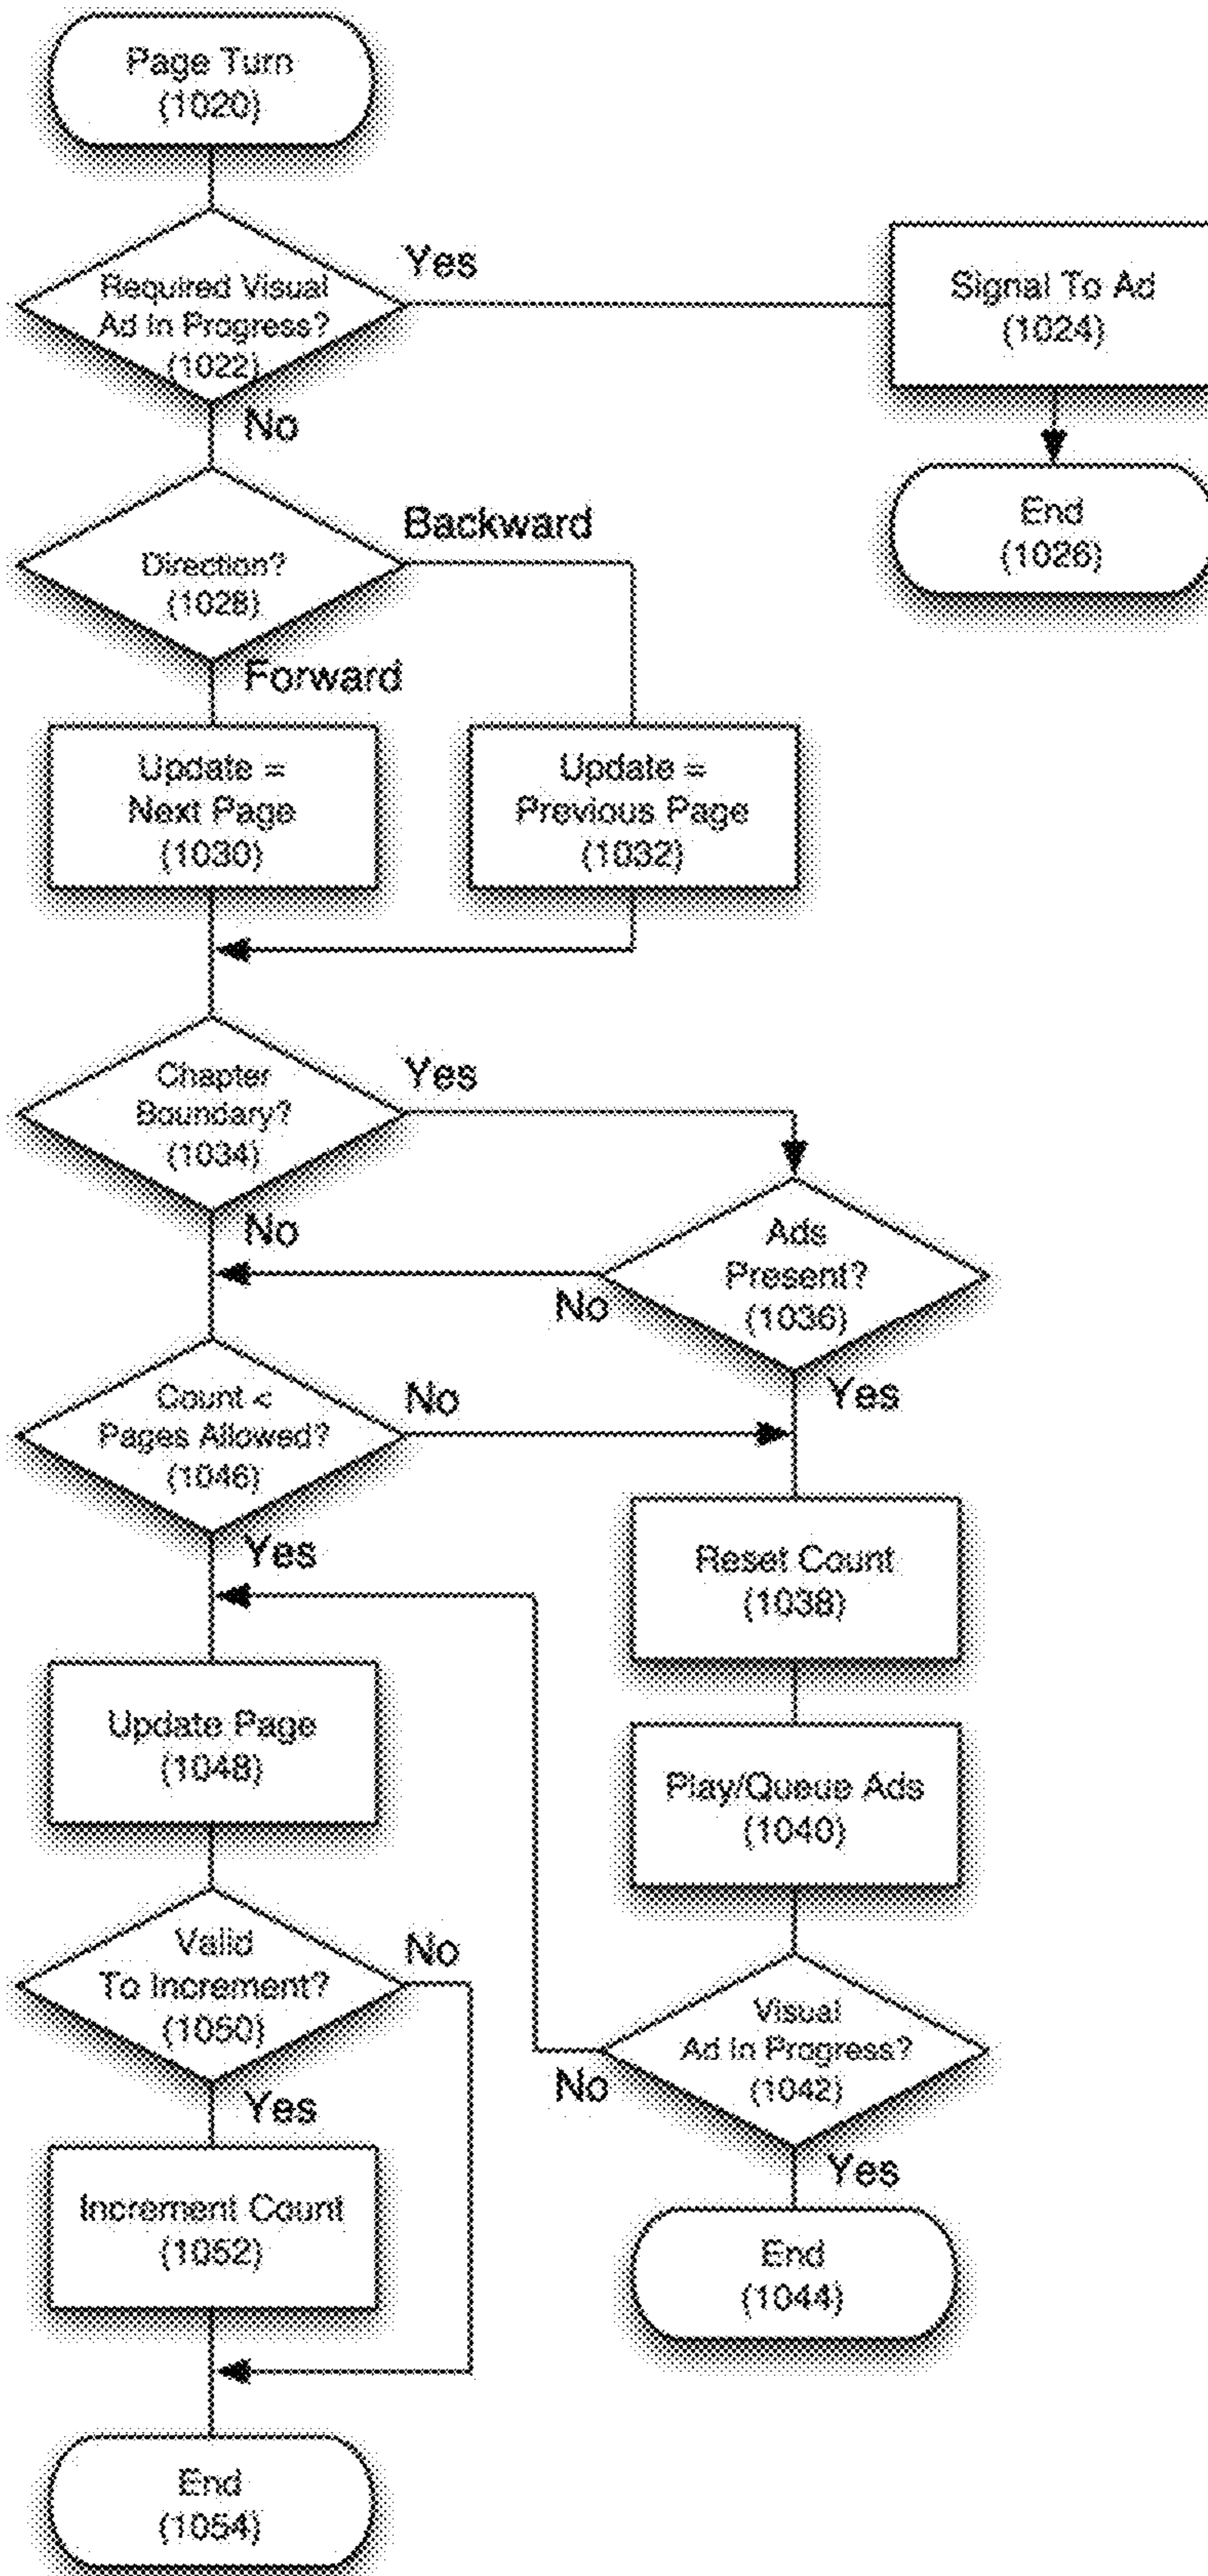 Page Turn
(1020)
Required Visual
Ad In Progress?
(1022)
Yes
No
Signal To Ad
(1024)
End
(1026)
Direction?
(1028)
Backward
Forward
Update =
Next Page
(1030)
Update =
Previous Page
(1032)
Chapter
Boundary?
(1034)
Yes
No
Ads
Present?
(1036)
No
Yes
Count <
Pages Allowed?
(1046)
No
Yes
Reset Count
(1038)
Update Page
(1048)
Play/Queue Ads
(1040)
Valid
To Increment?
(1050)
No
Yes
Visual
Ad In Progress?
(1042)
No
Yes
Increment Count
(1052)
End
(1044)
End
(1054)